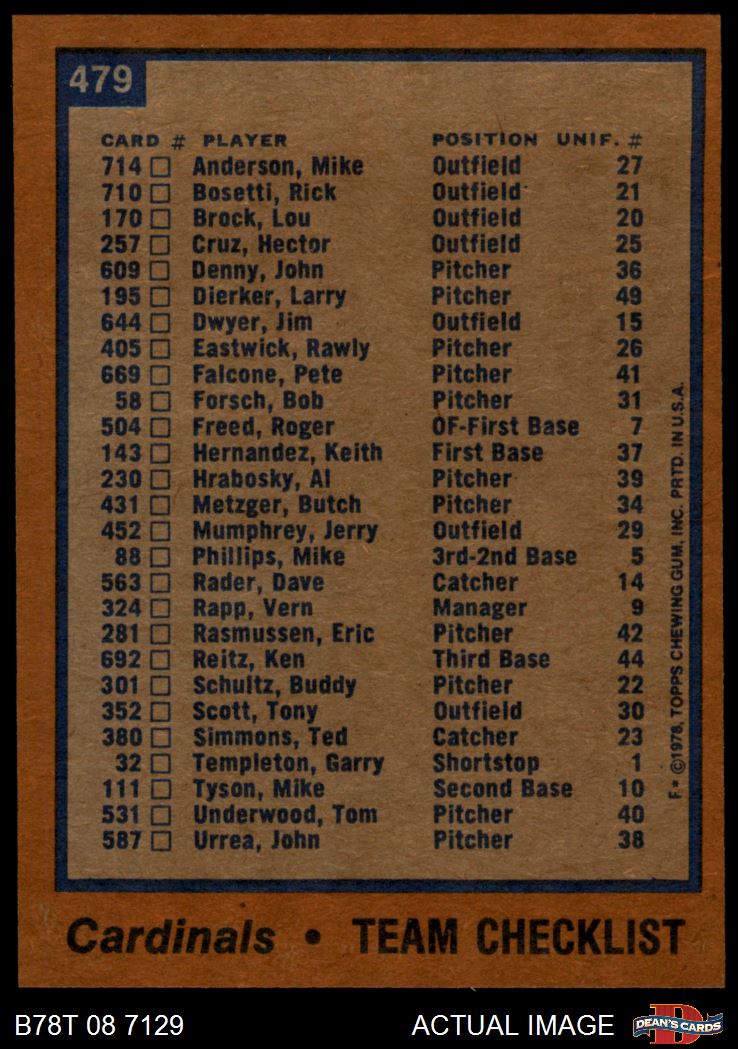 479
CARD # PLAYER POSITION UNIF. #
714 Anderson, Mike Outfield 27
710 Bosetti, Rick Outfield 21
170 Brock, Lou Outfield 20
257 Cruz, Hector Outfield 25
609 Denny, John Pitcher 36
195 Dierker, Larry Pitcher 49
644 Dwyer, Jim Outfield 15
405 Eastwick, Rawly Pitcher 26
669 Falcone, Pete Pitcher 41
58 Forsch, Bob Pitcher 31
504 Freed, Roger OF-First Base 7
143 Hernandez, Keith First Base 37
230 Hrabosky, Al Pitcher 39
431 Metzger, Butch Pitcher 34
452 Mumphrey, Jerry Outfield 29
88 Phillips, Mike 3rd-2nd Base 5
563 Rader, Dave Catcher 14
324 Rapp, Vern Manager 9
281 Rasmussen, Eric Pitcher 42
692 Reitz, Ken Third Base 44
301 Schultz, Buddy Pitcher 22
352 Scott, Tony Outfield 30
380 Simmons, Ted Catcher 23
32 Templeton, Garry Shortstop 1
111 Tyson, Mike Second Base 10
531 Underwood, Tom Pitcher 40
587 Urrea, John Pitcher 38
F* ©1978, TOPPS CHEWING GUM, INC. PRTD. IN U.S.A.
Cardinals • TEAM CHECKLIST
B78T 08 7129 ACTUAL IMAGE
D
DEAN'S CARDS